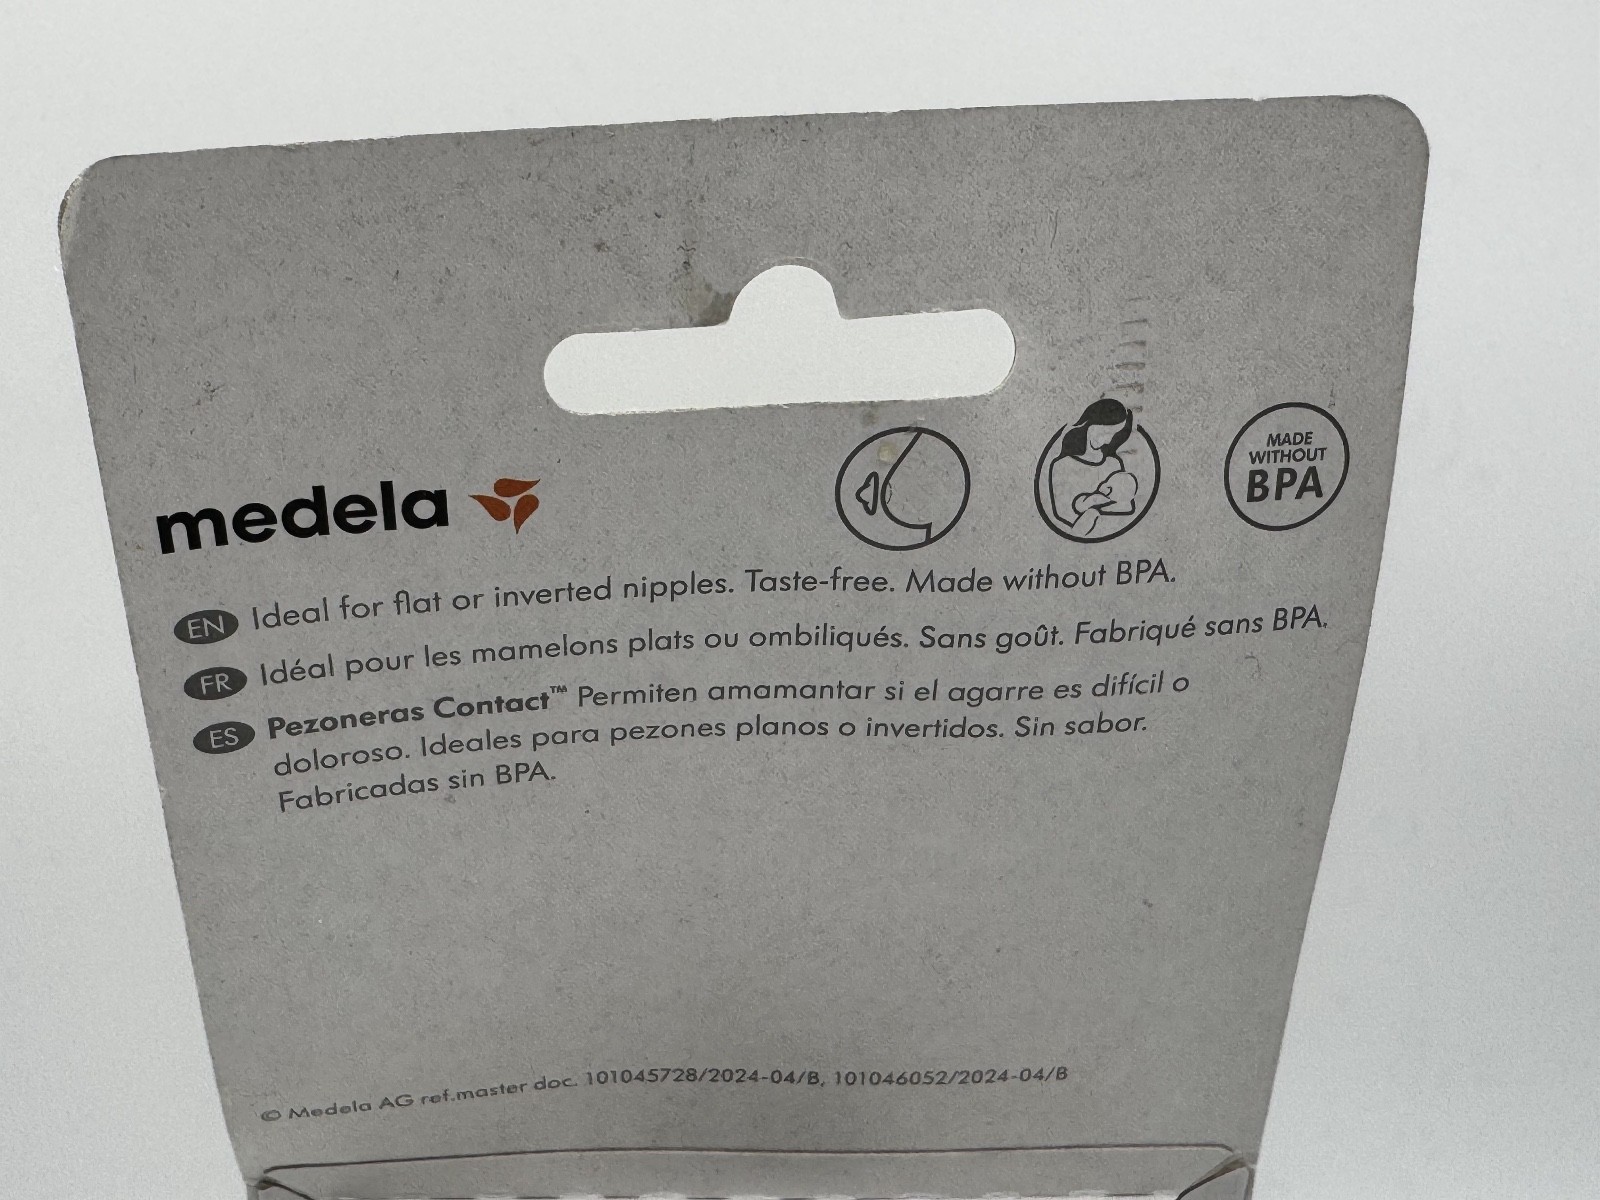 medela
MADE
WITHOUT
BPA
EN Ideal for flat or inverted nipples. Taste-free. Made without BPA.
FR Idéal pour les mamelons plats ou ombiliqués. Sans goût. Fabriqué sans BPA.
ES Pezoneras Contact™ Permiten amamantar si el agarre es difícil o
doloroso. Ideales para pezones planos o invertidos. Sin sabor.
Fabricadas sin BPA.
© Medela AG ref.master doc. 101045728/2024-04/B, 101046052/2024-04/B